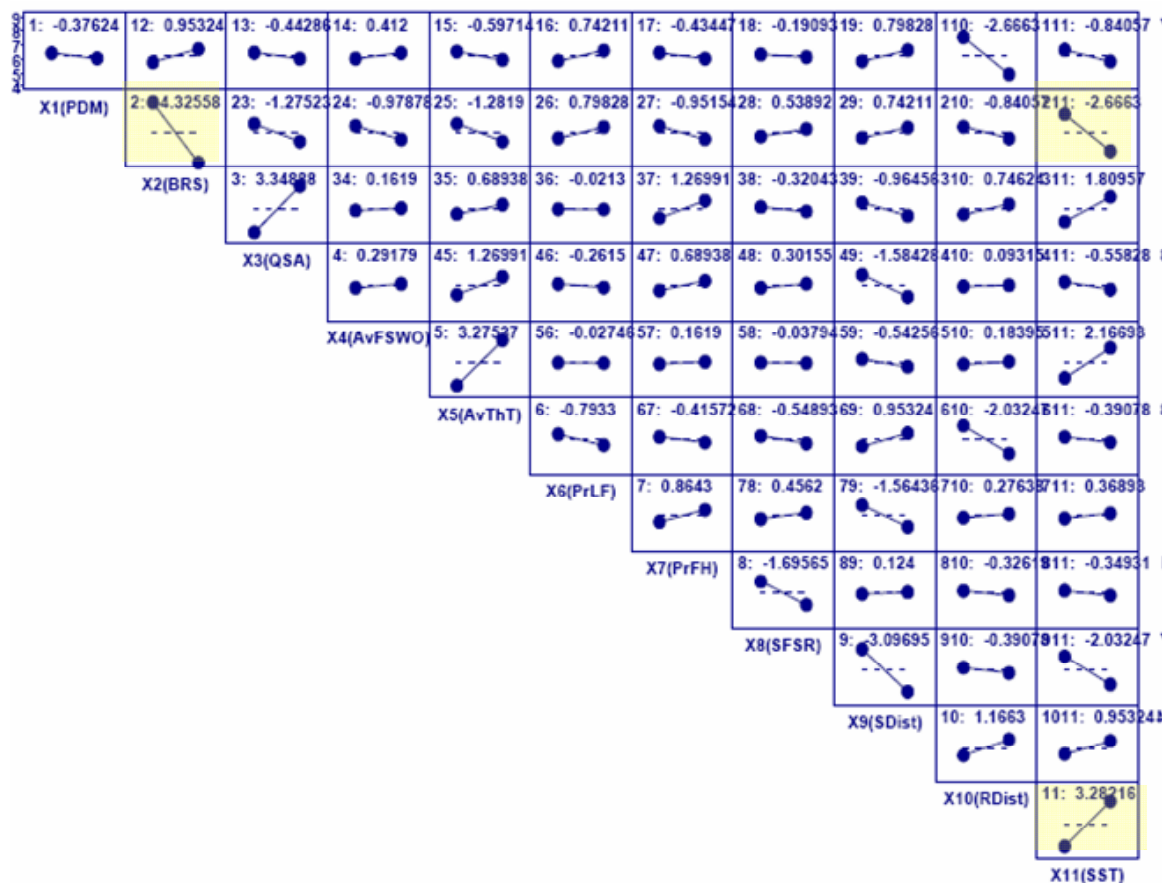 9
8
7
6
5
4
1: -0.37624 12: 0.95324 13: -0.44286 14: 0.412 15: -0.59714 16: 0.74211 17: -0.43447 18: -0.19093 19: 0.79828 110: -2.6663 111: -0.84057
X1(PDM) 2: -4.32558 23: -1.27523 24: -0.97878 25: -1.2819 26: 0.79828 27: -0.95154 28: 0.53892 29: 0.74211 210: -0.84057 211: -2.6663
X2(BRS) 3: 3.34888 34: 0.1619 35: 0.68938 36: -0.0213 37: 1.26991 38: -0.32043 39: -0.96456 310: 0.74624 311: 1.80957
X3(QSA) 4: 0.29179 45: 1.26991 46: -0.2615 47: 0.68938 48: 0.30155 49: -1.58428 410: 0.09315 411: -0.55828
X4(AvFSWO) 5: 3.27537 56: -0.02746 57: 0.1619 58: -0.03794 59: -0.54256 510: 0.18395 511: 2.16693
X5(AvThT) 6: -0.7933 67: -0.41572 68: -0.54893 69: 0.95324 610: -2.03247 611: -0.39078
X6(PrLF) 7: 0.8643 78: 0.4562 79: -1.56436 710: 0.27638 711: 0.36893
X7(PrFH) 8: -1.69565 89: 0.124 810: -0.32619 811: -0.34931
X8(SFSR) 9: -3.09695 910: -0.39078 911: -2.03247
X9(SDist) 10: 1.1663 1011: 0.95324
X10(RDist) 11: 3.28216
X11(SST)